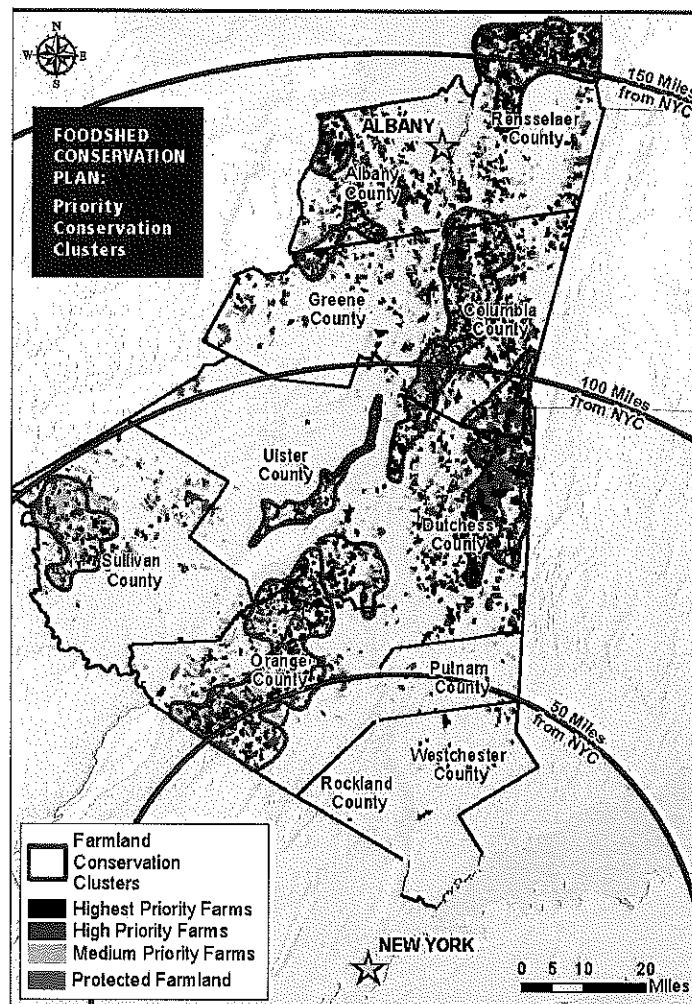 N
W E
S
150 Miles
from NYC
FOODSHED
CONSERVATION
PLAN:
Priority
Conservation
Clusters
ALBANY
Rensselaer
County
Albany
County
Greene
County
Columbia
County
100 Miles
from NYC
Ulster
County
Dutchess
County
Sullivan
County
Orange
County
Putnam
County
50 Miles
from NYC
Westchester
County
Rockland
County
Farmland
Conservation
Clusters
Highest Priority Farms
High Priority Farms
Medium Priority Farms
Protected Farmland
NEW YORK
0 5 10 20
Miles